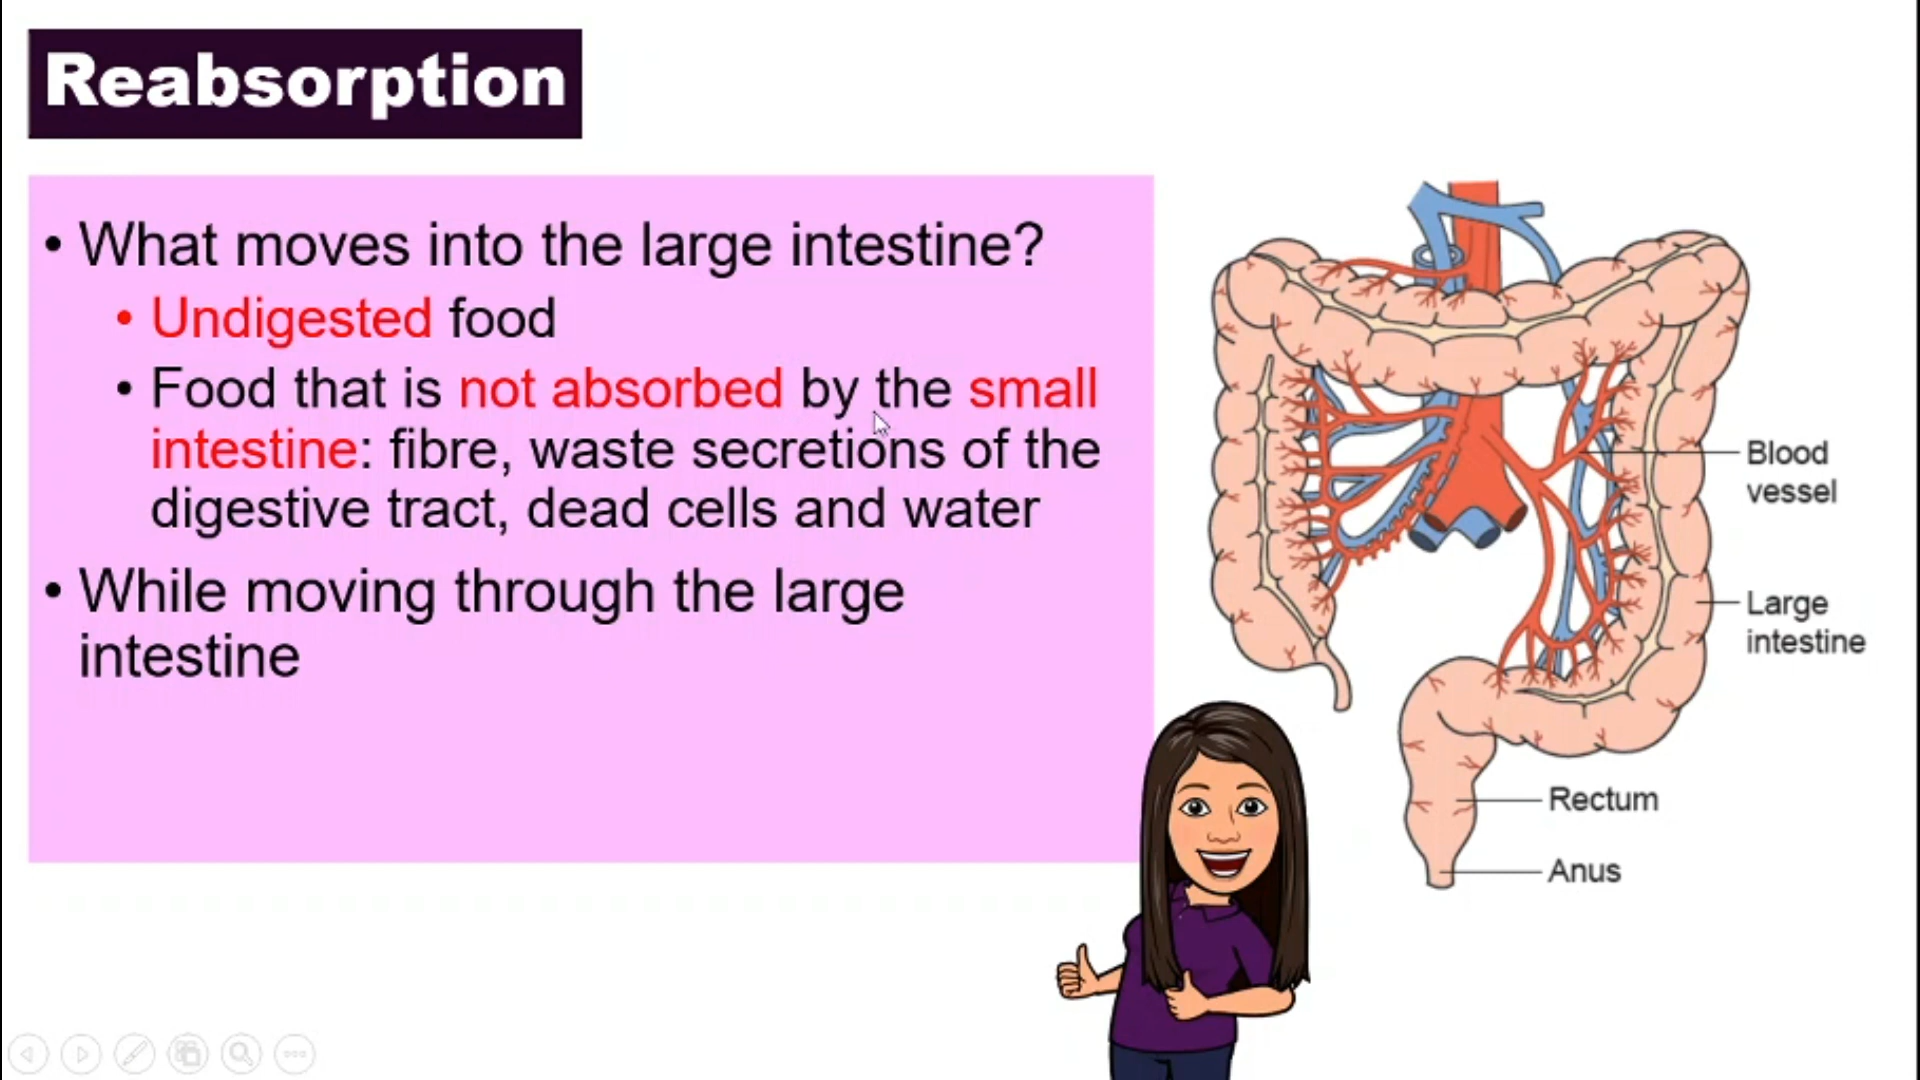 Reabsorption
• What moves into the large intestine?
• Undigested food
• Food that is not absorbed by the small
intestine: fibre, waste secretions of the
digestive tract, dead cells and water
• While moving through the large
intestine
Blood
vessel
Large
intestine
Rectum
Anus